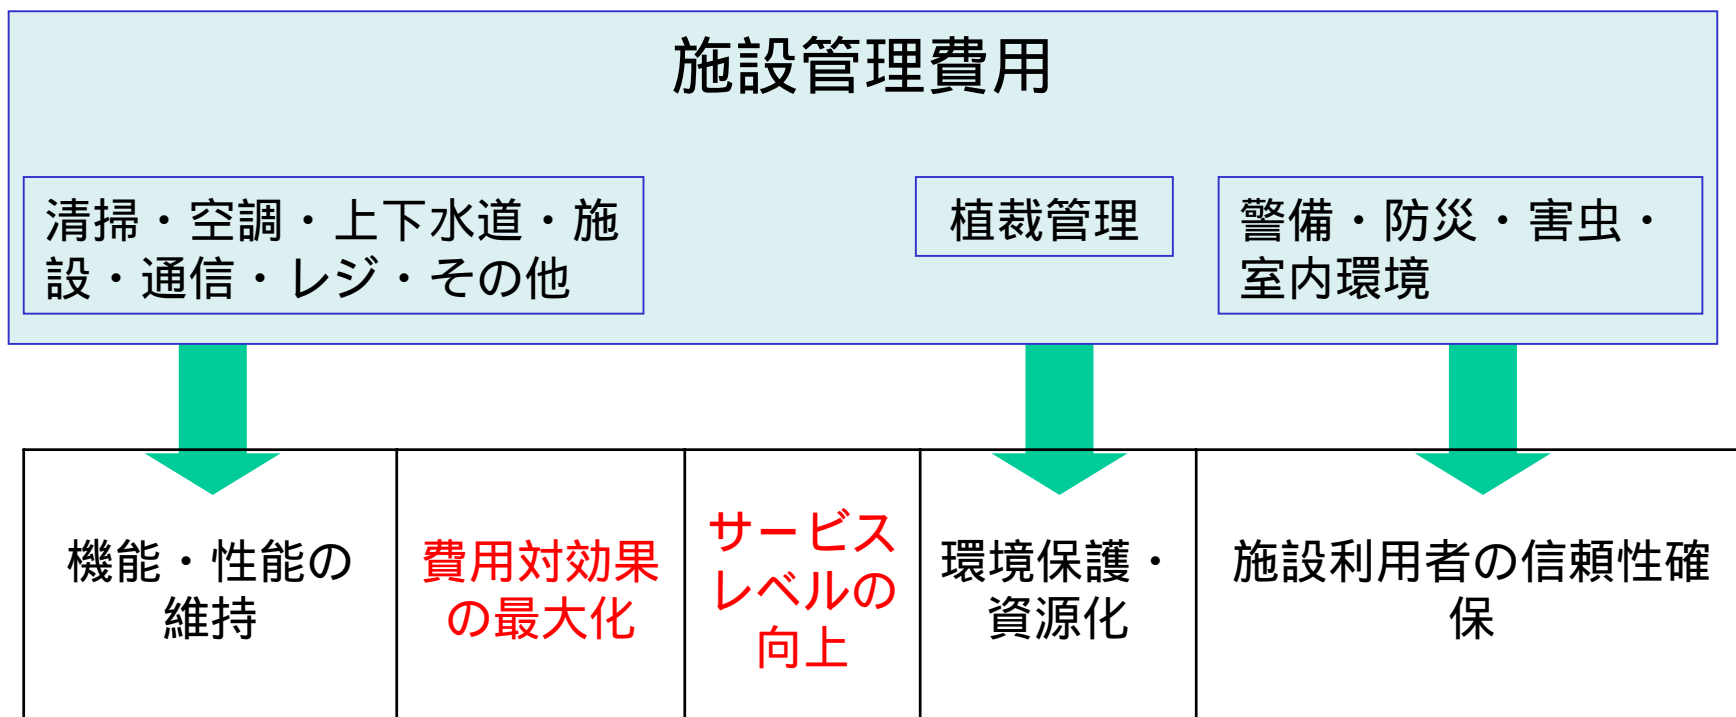 施設管理費用
清掃・空調・上下水道・施
設・通信・レジ・その他
植裁管理
警備・防災・害虫・
室内環境
機能・性能の
維持
費用対効果
の最大化
サービス
レベルの
向上
環境保護・
資源化
施設利用者の信頼性確
保